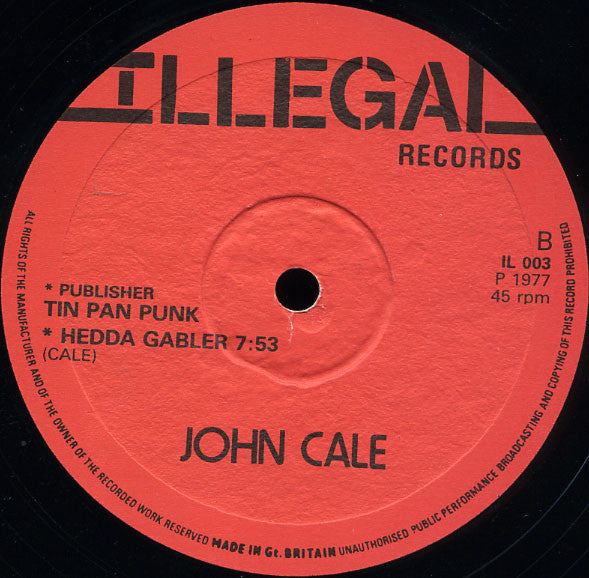 ILLEGAL
RECORDS
B
IL 003
P 1977
45 rpm
* PUBLISHER
TIN PAN PUNK
* HEDDA GABLER 7:53
(CALE)
JOHN CALE
ALL RIGHTS OF THE MANUFACTURER AND OF THE OWNER OF THE RECORDED WORK RESERVED MADE IN Gt. BRITAIN UNAUTHORISED PUBLIC PERFORMANCE BROADCASTING AND COPYING OF THIS RECORD PROHIBITED